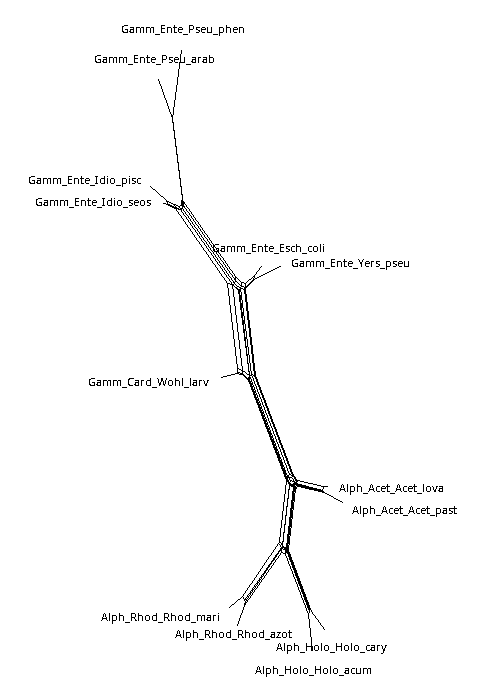 Gamm_Ente_Pseu_phen
Gamm_Ente_Pseu_arab
Gamm_Ente_Idio_pisc
Gamm_Ente_Idio_seos
Gamm_Ente_Esch_coli
Gamm_Ente_Yers_pseu
Gamm_Card_Wohl_larv
Alph_Acet_Acet_lova
Alph_Acet_Acet_past
Alph_Rhod_Rhod_mari
Alph_Rhod_Rhod_azot
Alph_Holo_Holo_cary
Alph_Holo_Holo_acum